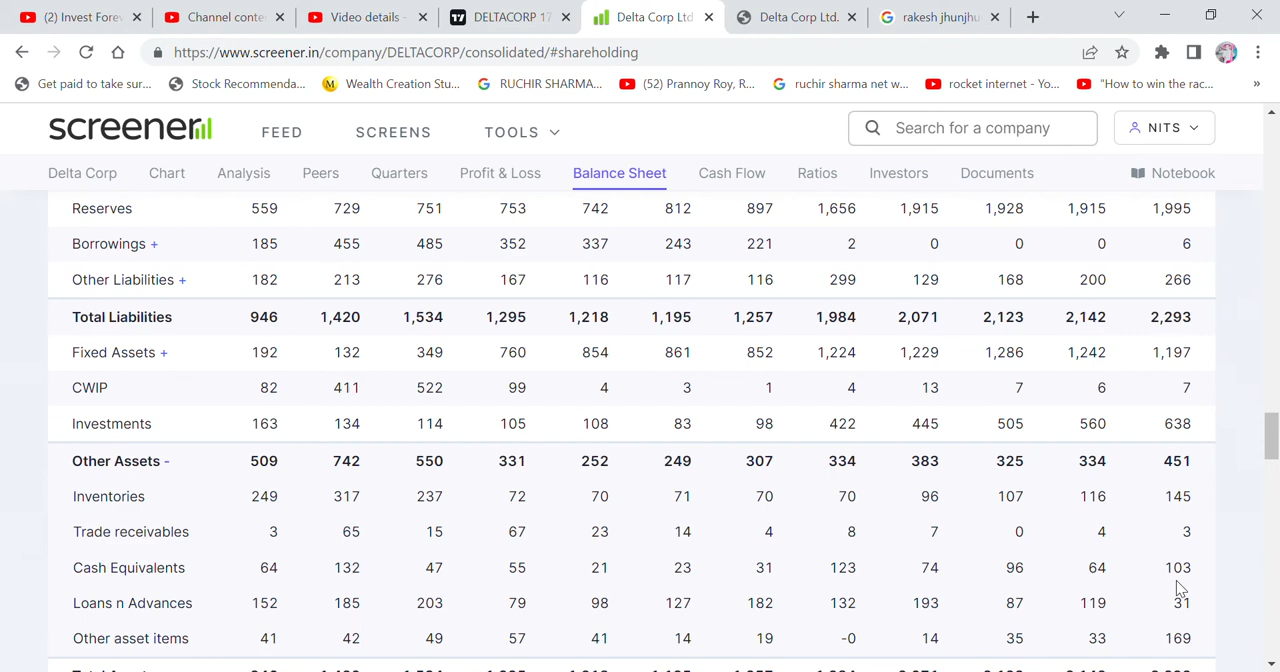 (2) Invest Forev
Channel conte
Video details -
DELTACORP 17
Delta Corp Ltd
Delta Corp Ltd.
rakesh jhunjhu
https://www.screener.in/company/DELTACORP/consolidated/#shareholding
Get paid to take sur...
Stock Recommenda...
Wealth Creation Stu...
RUCHIR SHARMA...
(52) Prannoy Roy, R...
ruchir sharma net w...
rocket internet - Yo...
"How to win the rac...
»
screener
FEED
SCREENS
TOOLS
Search for a company
NITS
Delta Corp
Chart
Analysis
Peers
Quarters
Profit & Loss
Balance Sheet
Cash Flow
Ratios
Investors
Documents
Notebook
Reserves 559 729 751 753 742 812 897 1,656 1,915 1,928 1,915 1,995
Borrowings + 185 455 485 352 337 243 221 2 0 0 0 6
Other Liabilities + 182 213 276 167 116 117 116 299 129 168 200 266
Total Liabilities 946 1,420 1,534 1,295 1,218 1,195 1,257 1,984 2,071 2,123 2,142 2,293
Fixed Assets + 192 132 349 760 854 861 852 1,224 1,229 1,286 1,242 1,197
CWIP 82 411 522 99 4 3 1 4 13 7 6 7
Investments 163 134 114 105 108 83 98 422 445 505 560 638
Other Assets - 509 742 550 331 252 249 307 334 383 325 334 451
Inventories 249 317 237 72 70 71 70 70 96 107 116 145
Trade receivables 3 65 15 67 23 14 4 8 7 0 4 3
Cash Equivalents 64 132 47 55 21 23 31 123 74 96 64 103
Loans n Advances 152 185 203 79 98 127 182 132 193 87 119 31
Other asset items 41 42 49 57 41 14 19 -0 14 35 33 169